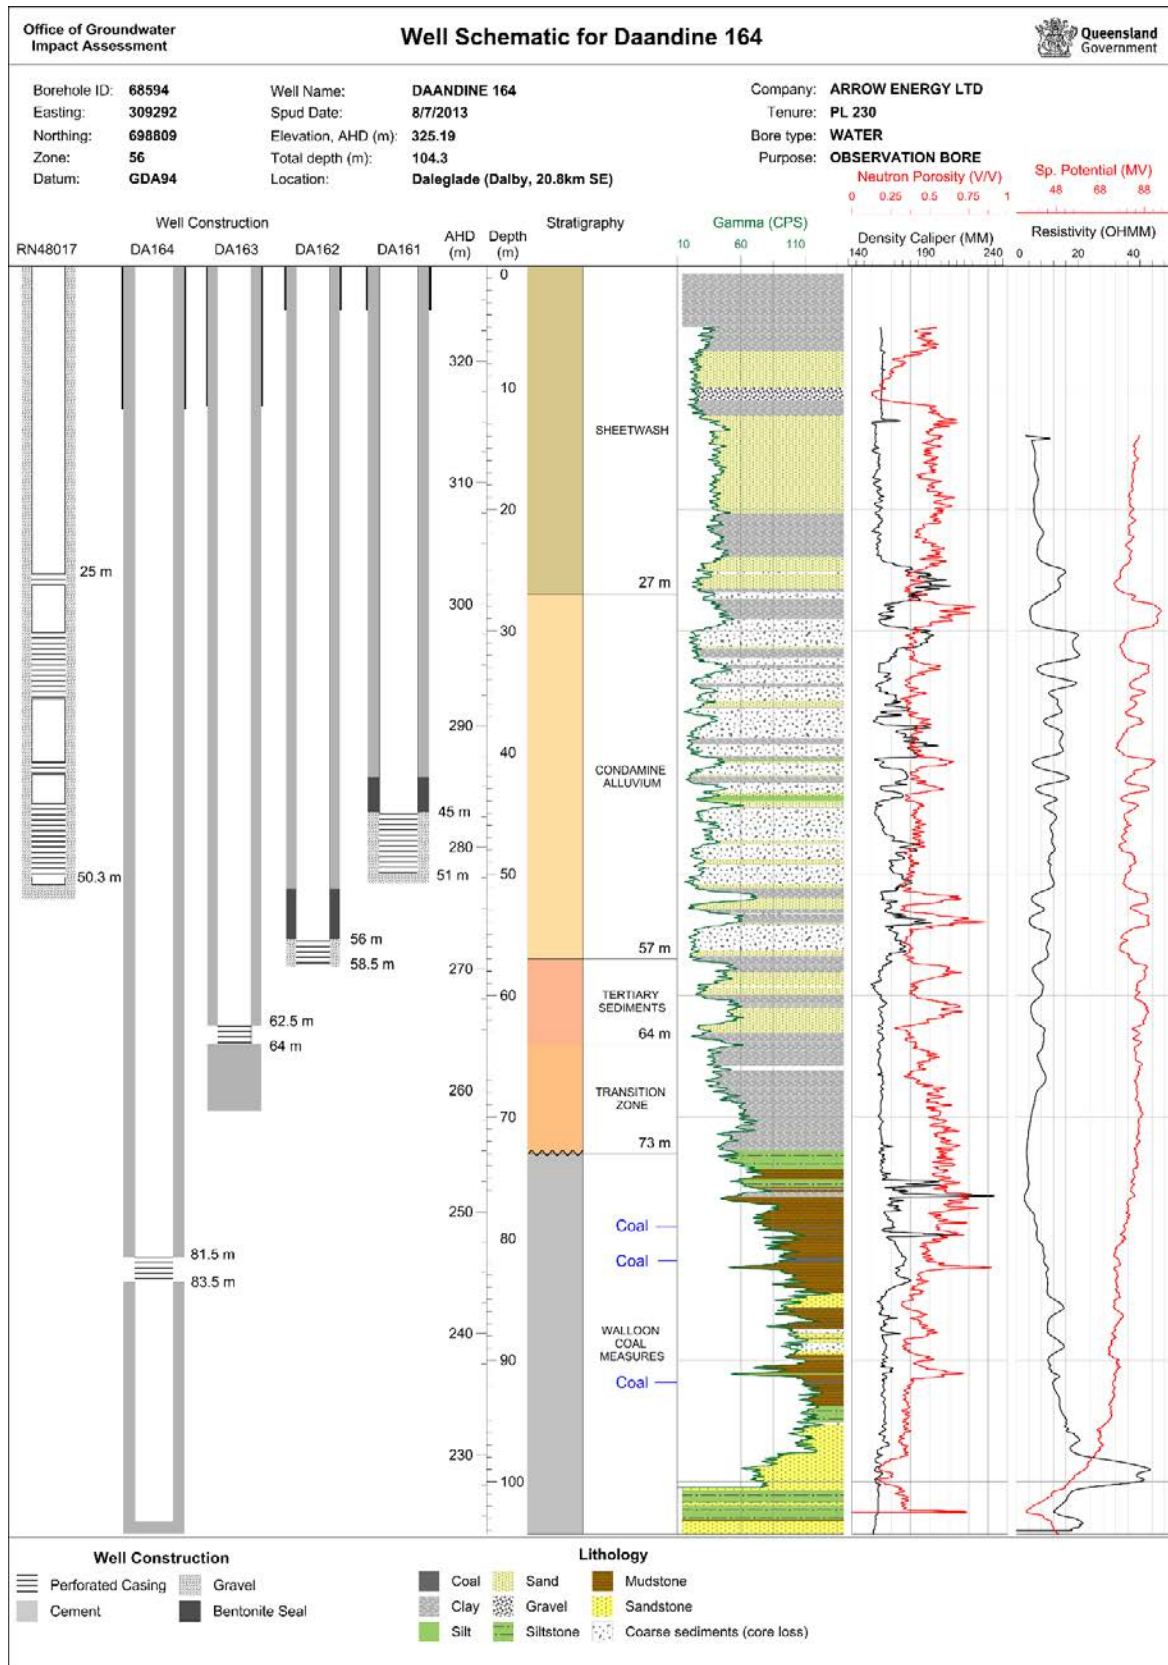 Office of Groundwater
Impact Assessment
Well Schematic for Daandine 164
Queensland
Government
Borehole ID: 68594
Easting: 309292
Northing: 698809
Zone: 56
Datum: GDA94
Well Name: DAANDINE 164
Spud Date: 8/7/2013
Elevation, AHD (m): 325.19
Total depth (m): 104.3
Location: Daleglade (Dalby, 20.8km SE)
Company: ARROW ENERGY LTD
Tenure: PL 230
Bore type: WATER
Purpose: OBSERVATION BORE
Neutron Porosity (V/V)
0 0.25 0.5 0.75 1
Sp. Potential (MV)
48 68 88
Well Construction
RN48017 DA164 DA163 DA162 DA161
AHD
(m)
Depth
(m)
Stratigraphy
Gamma (CPS)
10 60 110
Density Caliper (MM)
140 190 240
Resistivity (OHMM)
0 20 40
0
320
10
SHEETWASH
310
20
25 m
27 m
300
30
290
40
CONDAMINE
ALLUVIUM
45 m
280
50.3 m
51 m
50
56 m
57 m
58.5 m
270
60
TERTIARY
SEDIMENTS
62.5 m
64 m
64 m
260
TRANSITION
ZONE
70
73 m
250
Coal
80
81.5 m
Coal
83.5 m
240
WALLOON
COAL
MEASURES
90
Coal
230
100
Well Construction
Perforated Casing
Gravel
Cement
Bentonite Seal
Lithology
Coal Sand Mudstone
Clay Gravel Sandstone
Silt Siltstone Coarse sediments (core loss)